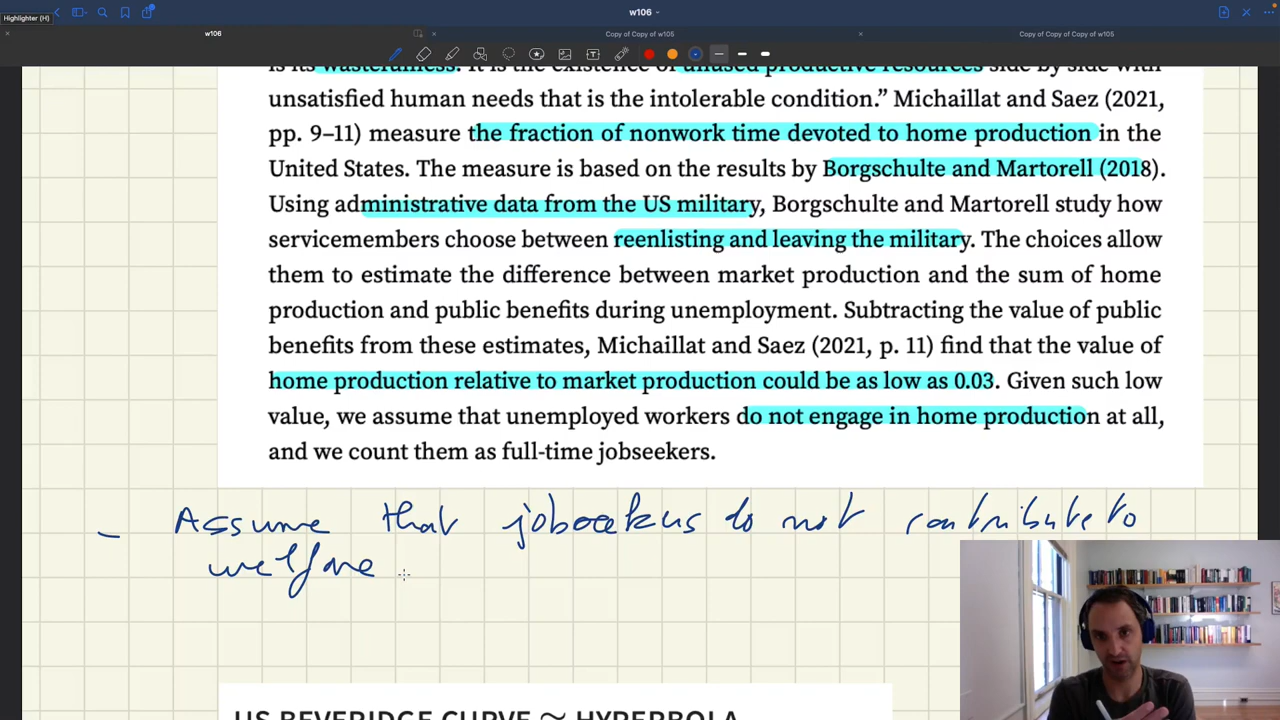 Highlighter (H)
w106
w106
Copy of Copy of w105
Copy of Copy of w106
is its wastefulness. It is the existence of unused productive resources side by side with
unsatisfied human needs that is the intolerable condition.” Michaillat and Saez (2021,
pp. 9–11) measure the fraction of nonwork time devoted to home production in the
United States. The measure is based on the results by Borgschulte and Martorell (2018).
Using administrative data from the US military, Borgschulte and Martorell study how
servicemembers choose between reenlisting and leaving the military. The choices allow
them to estimate the difference between market production and the sum of home
production and public benefits during unemployment. Subtracting the value of public
benefits from these estimates, Michaillat and Saez (2021, p. 11) find that the value of
home production relative to market production could be as low as 0.03. Given such low
value, we assume that unemployed workers do not engage in home production at all,
and we count them as full-time jobseekers.
– Assume that jobseekers do not contribute to
welfare
US BEVERIDGE CURVE ≈ HYPERBOLA